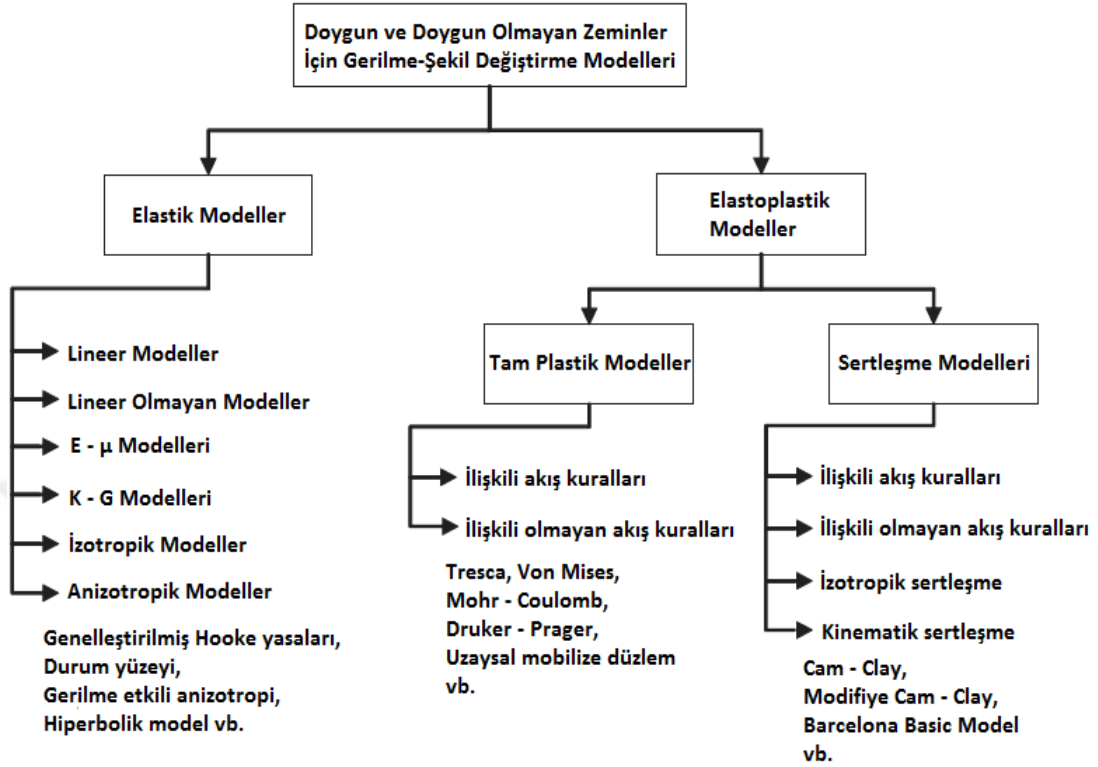 Doygun ve Doygun Olmayan Zeminler
İçin Gerilme-Şekil Değiştirme Modelleri
Elastik Modeller
Elastoplastik
Modeller
Lineer Modeller
Lineer Olmayan Modeller
E - µ Modelleri
K - G Modelleri
İzotropik Modeller
Anizotropik Modeller
Genelleştirilmiş Hooke yasaları,
Durum yüzeyi,
Gerilme etkili anizotropi,
Hiperbolik model vb.
Tam Plastik Modeller
İlişkili akış kuralları
İlişkili olmayan akış kuralları
Tresca, Von Mises,
Mohr - Coulomb,
Druker - Prager,
Uzaysal mobilize düzlem
vb.
Sertleşme Modelleri
İlişkili akış kuralları
İlişkili olmayan akış kuralları
İzotropik sertleşme
Kinematik sertleşme
Cam - Clay,
Modifiye Cam - Clay,
Barcelona Basic Model
vb.